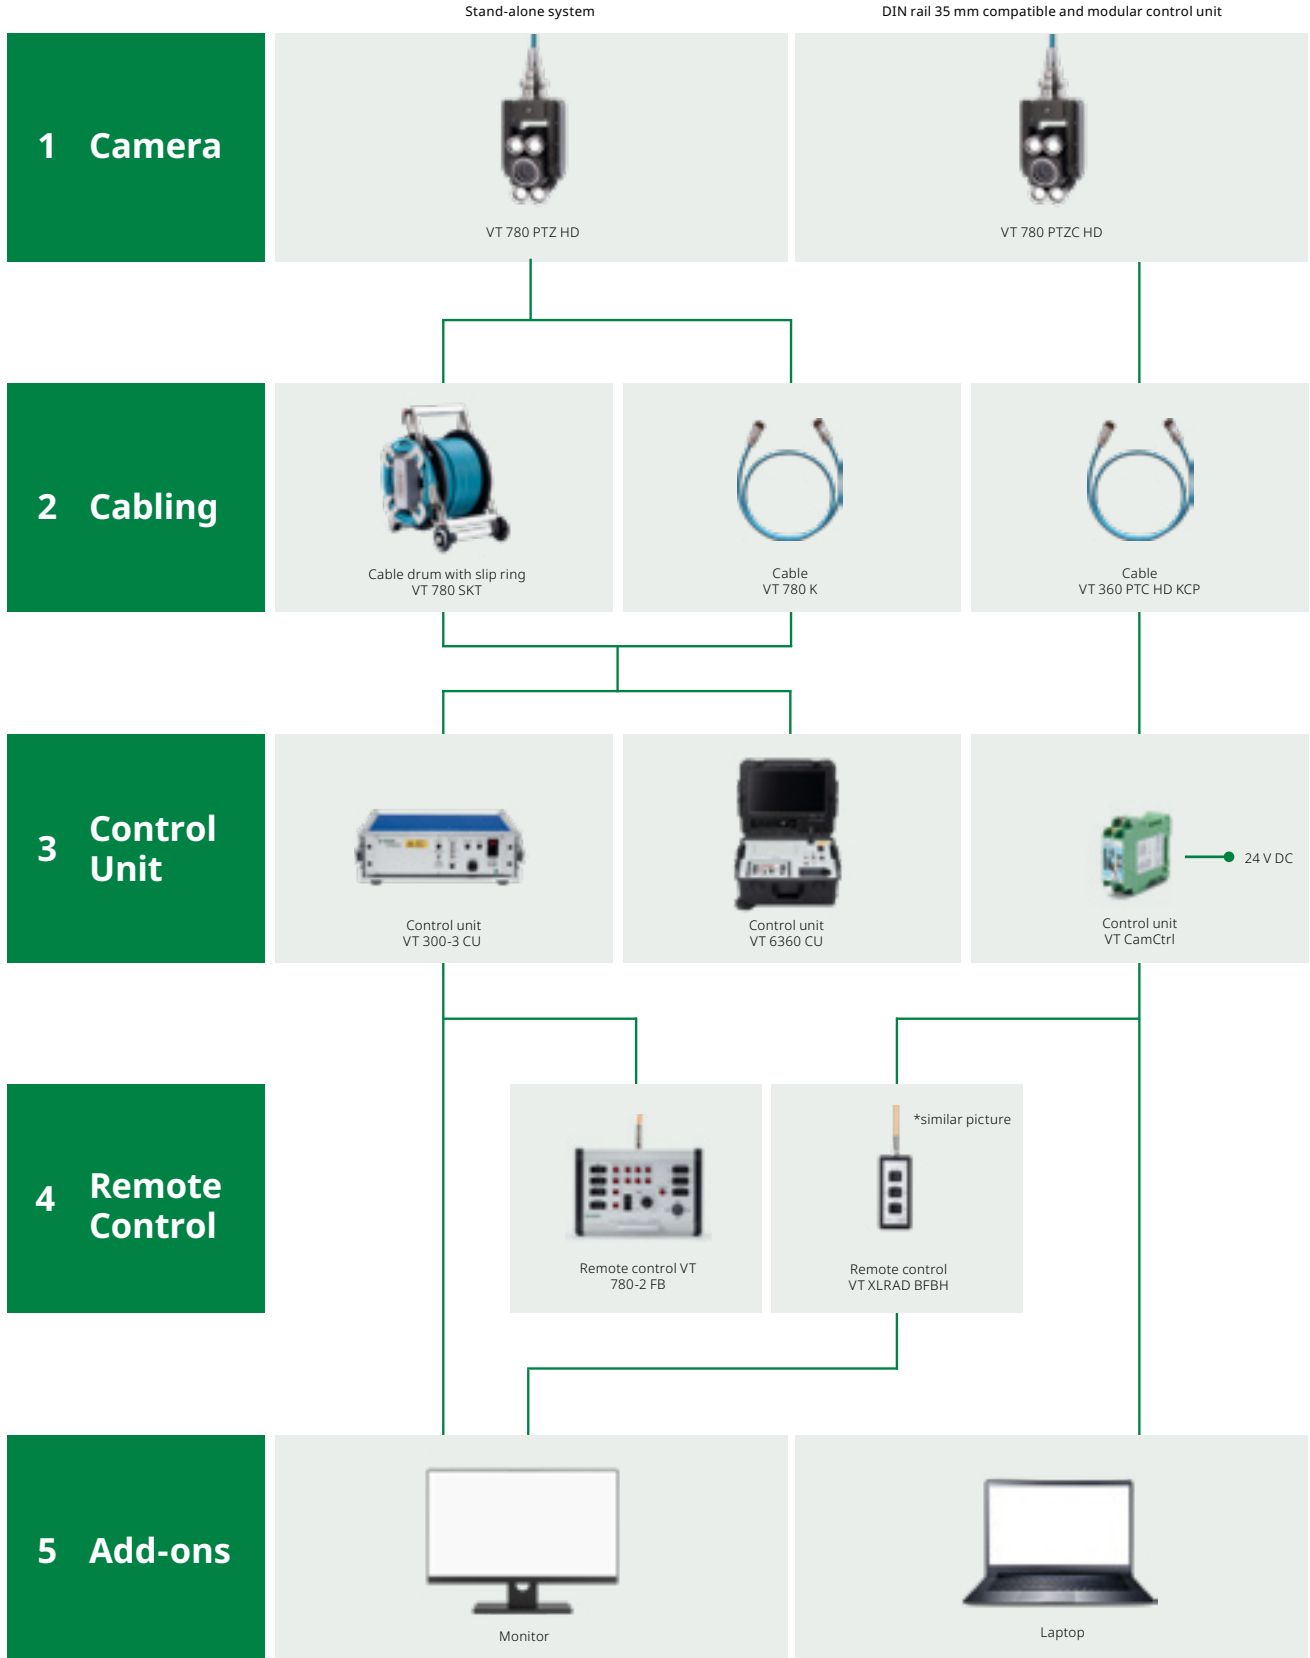 Stand-alone system
DIN rail 35 mm compatible and modular control unit
1 Camera
VT 780 PTZ HD
VT 780 PTZC HD
2 Cabling
Cable drum with slip ring
VT 780 SKT
Cable
VT 780 K
Cable
VT 360 PTC HD KCP
3 Control
Unit
Control unit
VT 300-3 CU
Control unit
VT 6360 CU
24 V DC
Control unit
VT CamCtrl
4 Remote
Control
Remote control VT
780-2 FB
*similar picture
Remote control
VT XLRAD BFBH
5 Add-ons
Monitor
Laptop